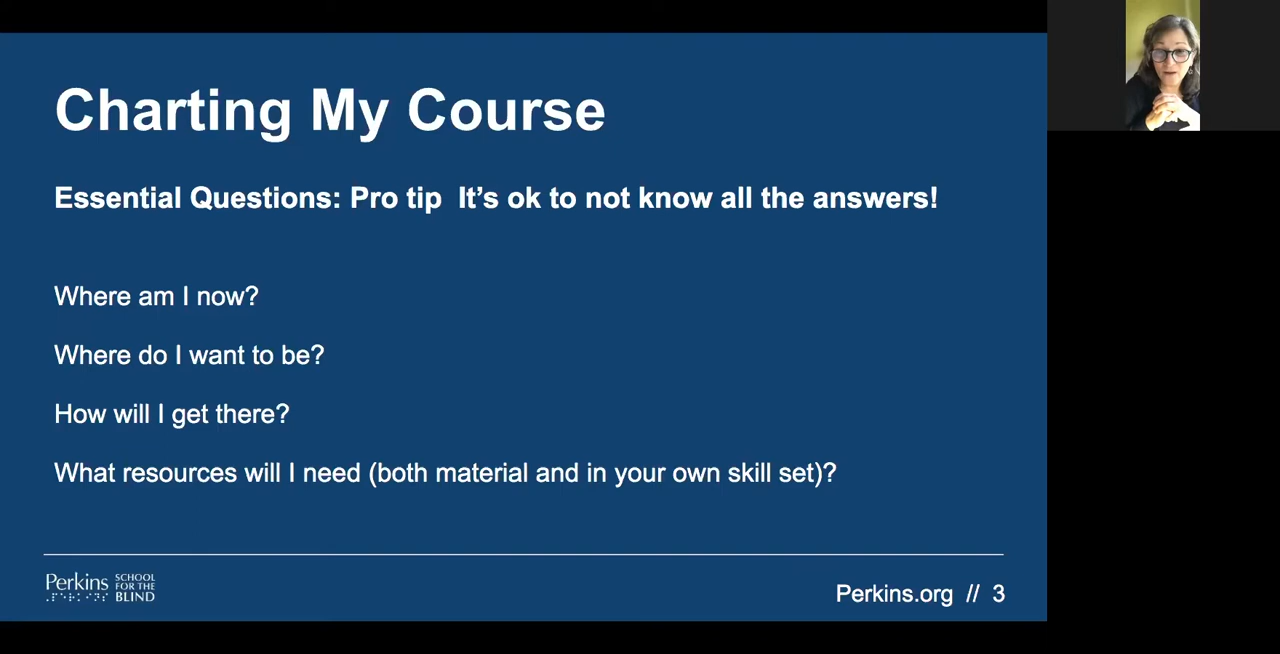 Charting My Course
Essential Questions: Pro tip  It’s ok to not know all the answers!
Where am I now?
Where do I want to be?
How will I get there?
What resources will I need (both material and in your own skill set)?
Perkins SCHOOL FOR THE BLIND
Perkins.org // 3